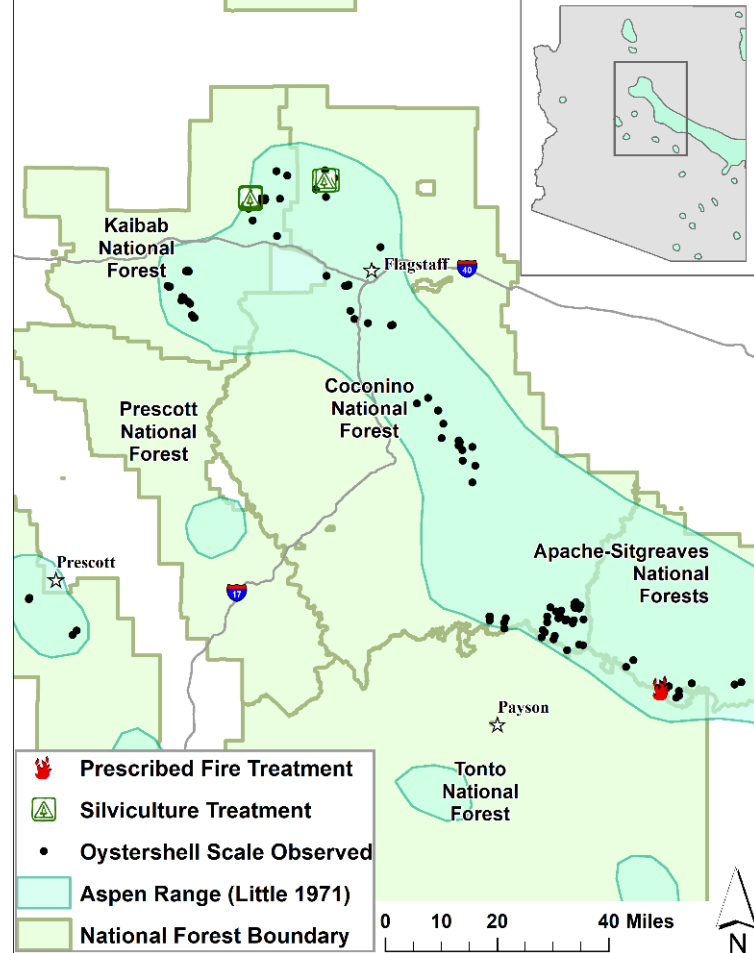 Kaibab
National
Forest
Flagstaff
40
Coconino
National
Forest
Prescott
National
Forest
Prescott
17
Apache-Sitgreaves
National
Forests
Payson
Tonto
National
Forest
Prescribed Fire Treatment
Silviculture Treatment
Oystershell Scale Observed
Aspen Range (Little 1971)
National Forest Boundary
0 10 20 40 Miles
N